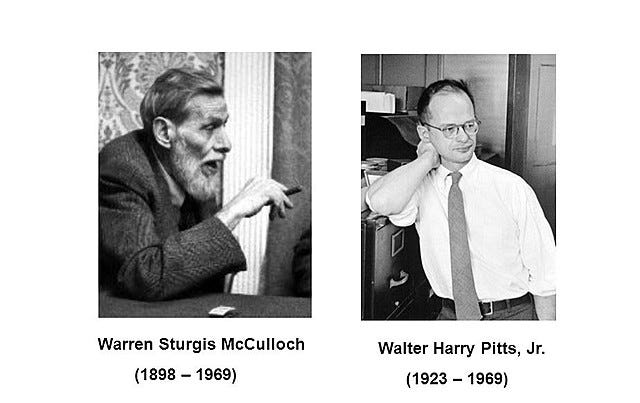 Warren Sturgis McCulloch
(1898 – 1969)
Walter Harry Pitts, Jr.
(1923 – 1969)